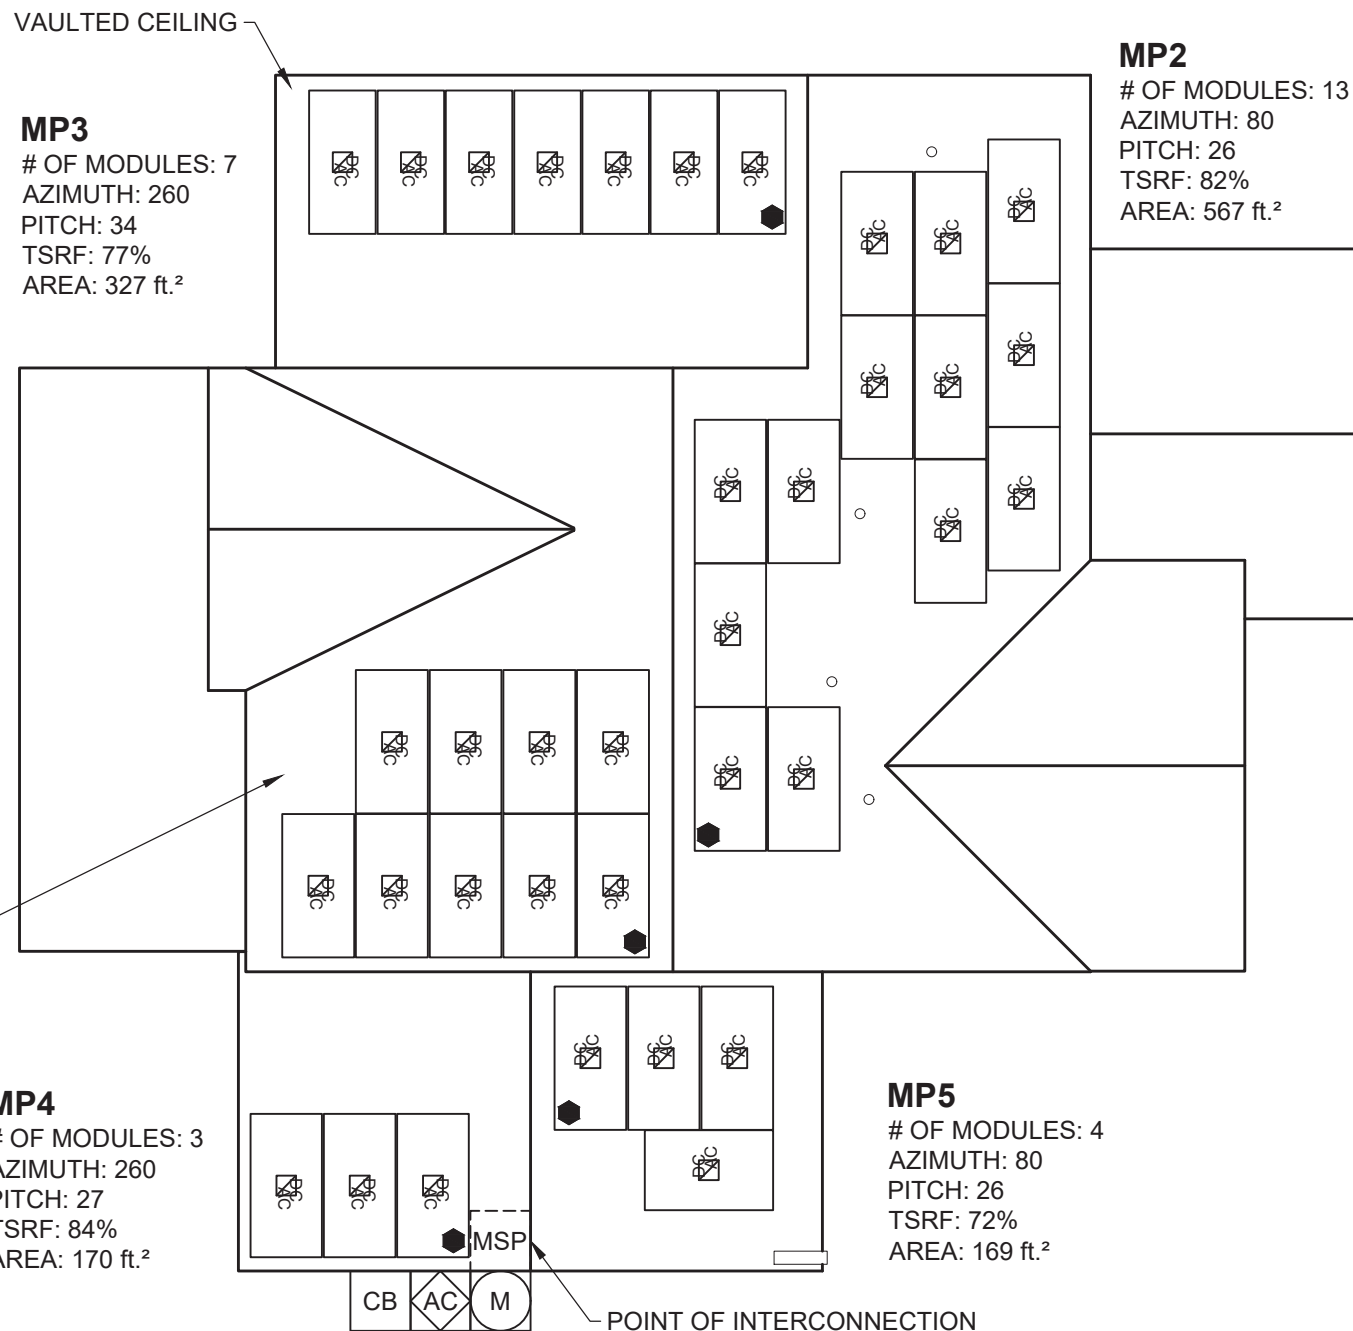 VAULTED CEILING
MP2
# OF MODULES: 13
AZIMUTH: 80
PITCH: 26
TSRF: 82%
AREA: 567 ft.²
MP3
# OF MODULES: 7
AZIMUTH: 260
PITCH: 34
TSRF: 77%
AREA: 327 ft.²
MP4
# OF MODULES: 3
AZIMUTH: 260
PITCH: 27
TSRF: 84%
AREA: 170 ft.²
MP5
# OF MODULES: 4
AZIMUTH: 80
PITCH: 26
TSRF: 72%
AREA: 169 ft.²
MSP
CB AC M
POINT OF INTERCONNECTION